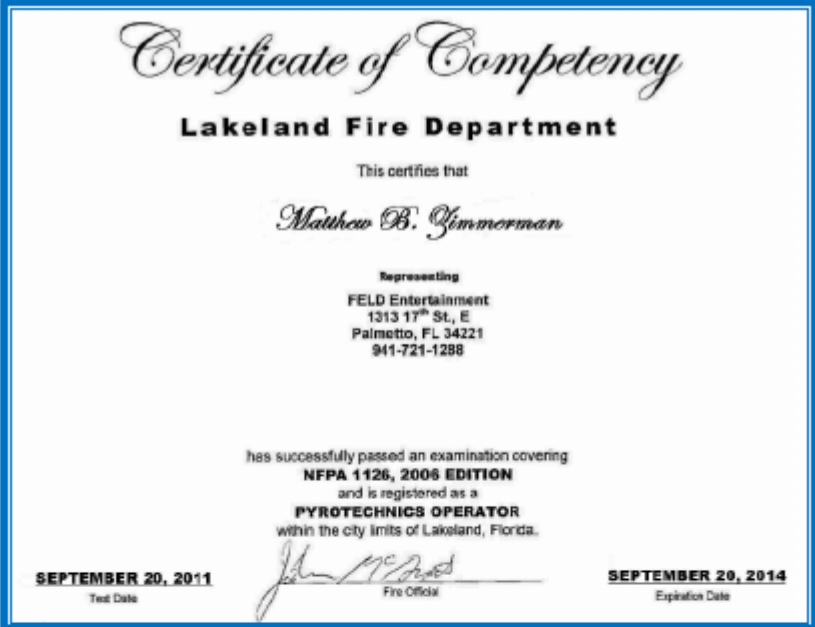 Certificate of Competency
Lakeland Fire Department
This certifies that
Matthew B. Zimmerman
Representing
FELD Entertainment
1313 17th St., E
Palmetto, FL 34221
941-721-1288
has successfully passed an examination covering
NFPA 1126, 2006 EDITION
and is registered as a
PYROTECHNICS OPERATOR
within the city limits of Lakeland, Florida.
John
SEPTEMBER 20, 2011
Test Date
Fire Official
SEPTEMBER 20, 2014
Expiration Date